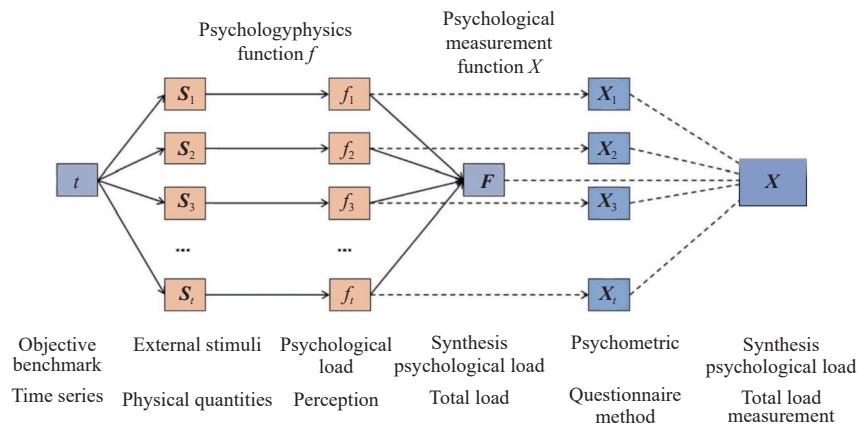 Psychologyphysics
function f
Psychological
measurement
function X
S₁
f₁
X₁
S₂
f₂
X₂
t
F
X
S₃
f₃
X₃
...
...
Sₜ
fₜ
Xₜ
Objective
benchmark
Time series
External stimuli
Physical quantities
Psychological
load
Perception
Synthesis
psychological load
Total load
Psychometric
Questionnaire
method
Synthesis
psychological load
Total load
measurement